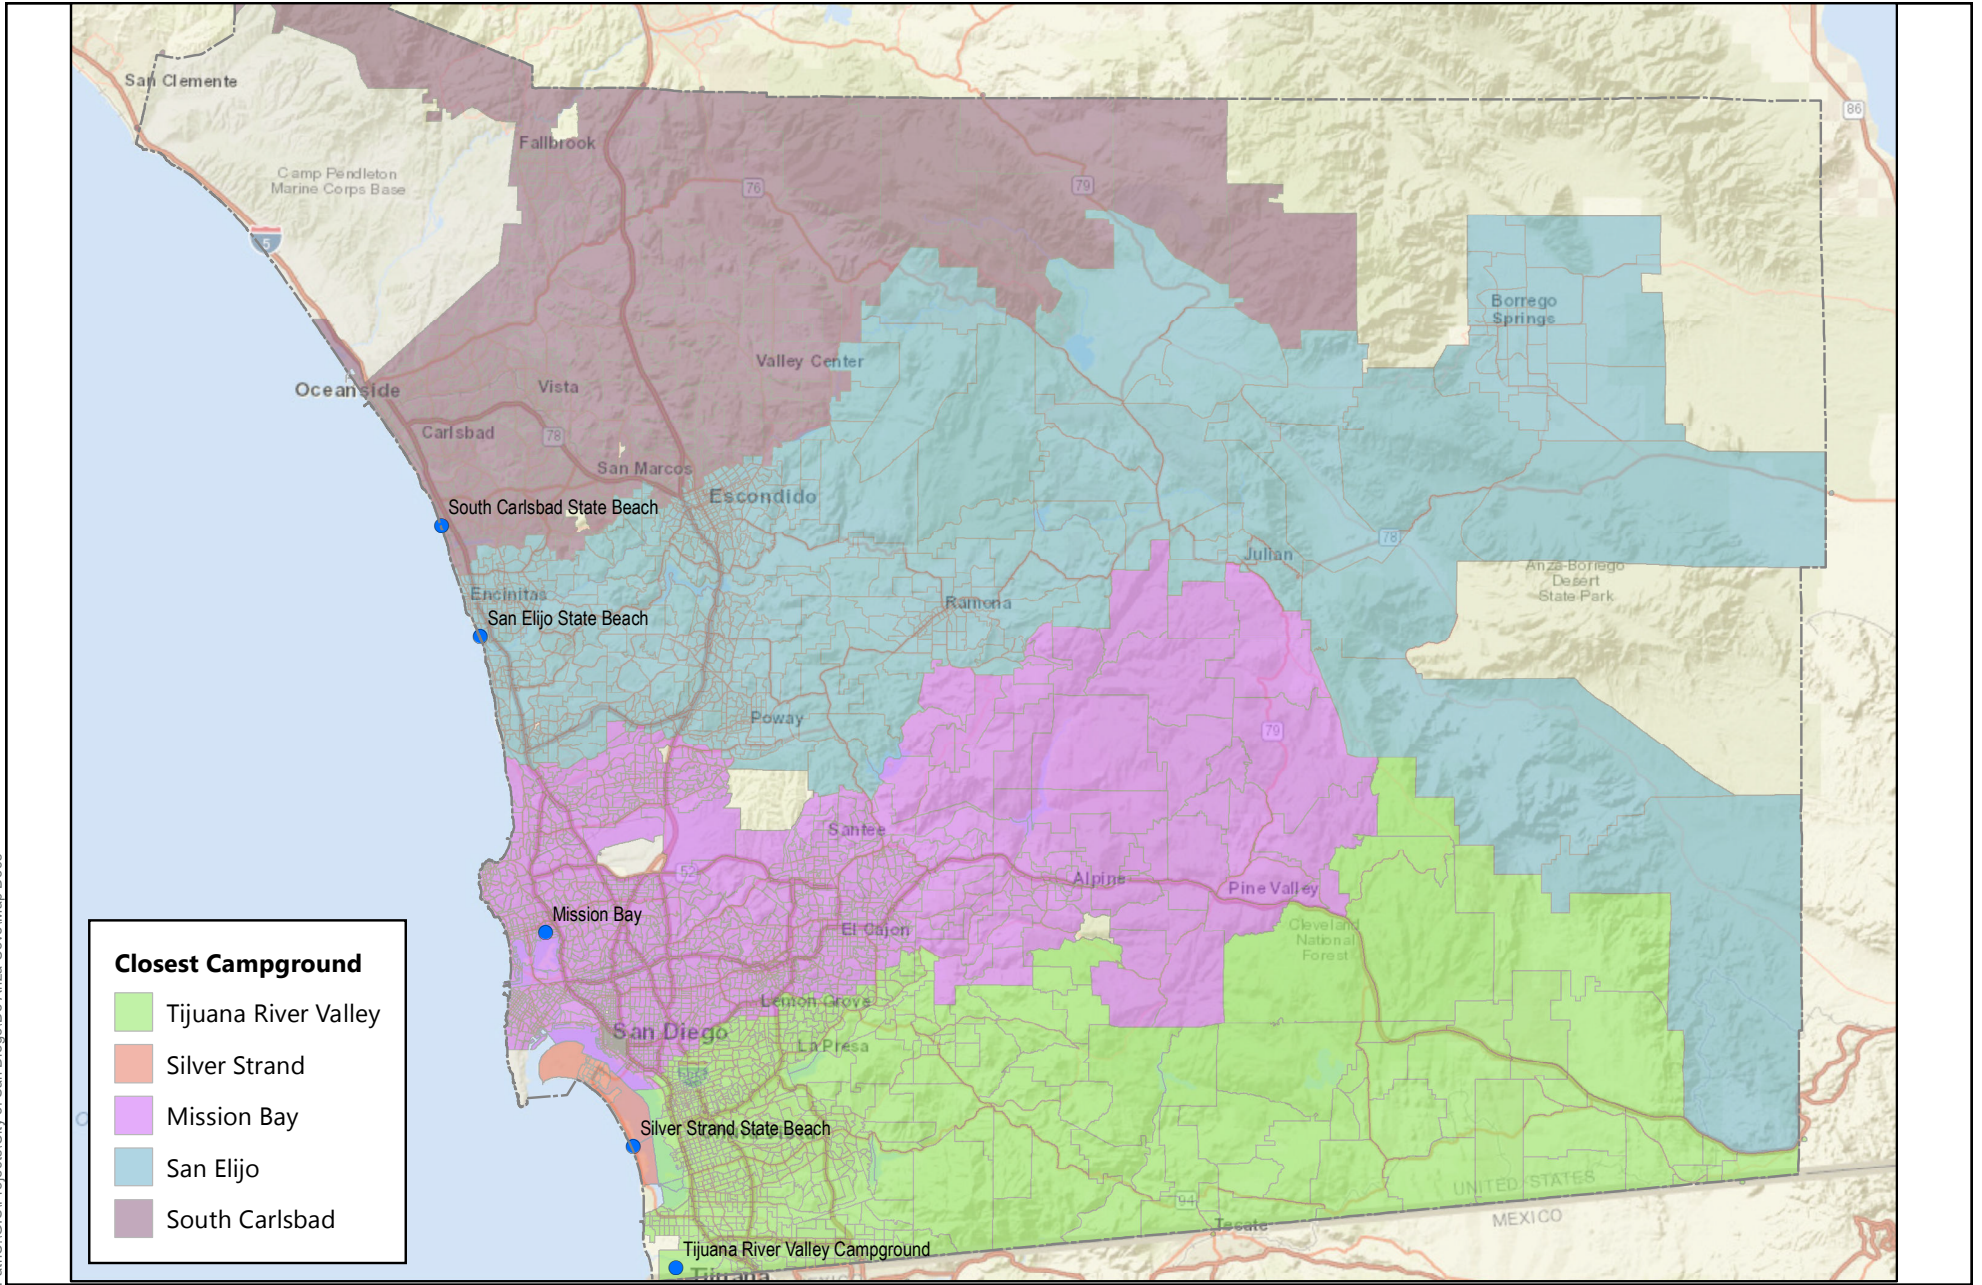 San Clemente
86
Camp Pendleton
Marine Corps Base
Fallbrook
76
79
5
Borrego
Springs
Valley Center
Oceanside
Vista
Carlsbad
78
San Marcos
Escondido
South Carlsbad State Beach
78
Julian
Anza-Borrego
Desert
State Park
Encinitas
Ramona
San Elijo State Beach
Poway
79
Santee
52
Alpine
Pine Valley
Mission Bay
El Cajon
Cleveland
National
Forest
Closest Campground
Tijuana River Valley
Silver Strand
Mission Bay
San Elijo
South Carlsbad
Lemon Grove
San Diego
La Presa
Silver Strand State Beach
94
UNITED STATES
MEXICO
Tecate
Tijuana River Valley Campground
Tijuana